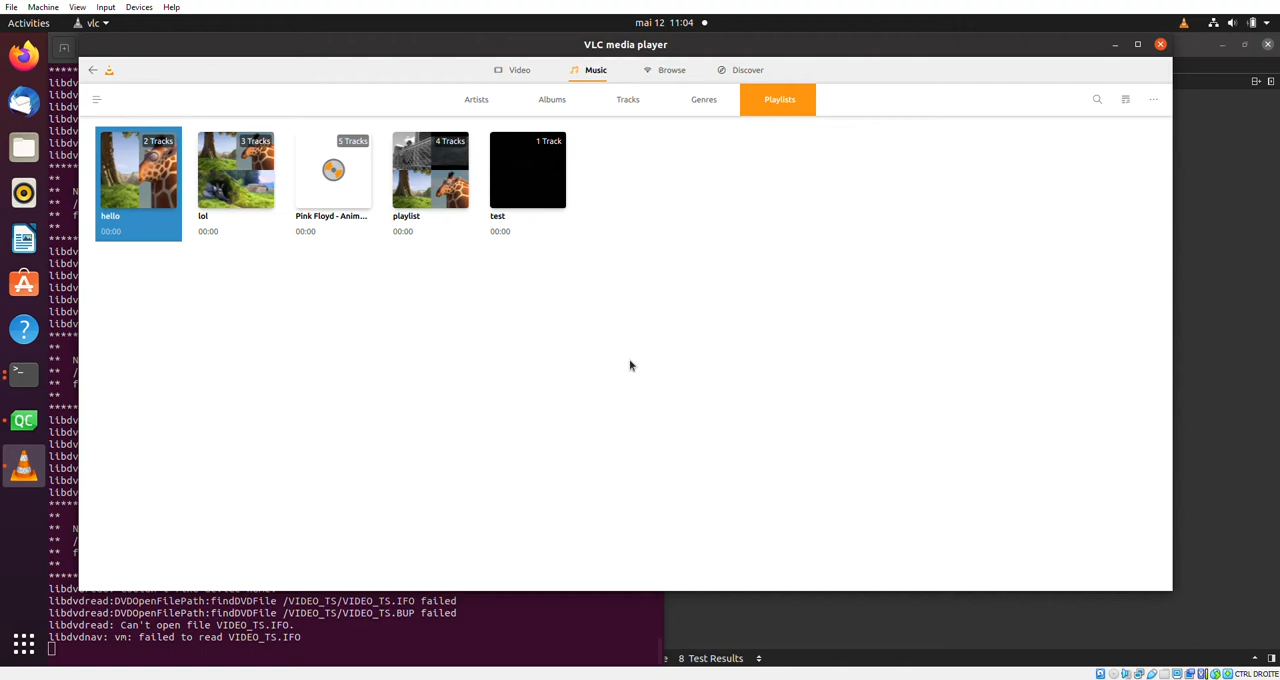 File Machine View Input Devices Help
Activities vlc mai 12 11:04
VLC media player
Video Music Browse Discover
Artists Albums Tracks Genres Playlists
2 Tracks 3 Tracks 5 Tracks 4 Tracks 1 Track
hello lol Pink Floyd - Anim... playlist test
00:00 00:00 00:00 00:00 00:00
libdvdread:DVDOpenFilePath:findDVDFile /VIDEO_TS/VIDEO_TS.IFO failed
libdvdread:DVDOpenFilePath:findDVDFile /VIDEO_TS/VIDEO_TS.BUP failed
libdvdread: Can't open file VIDEO_TS.IFO.
libdvdnav: vm: failed to read VIDEO_TS.IFO
8 Test Results
CTRL DROITE